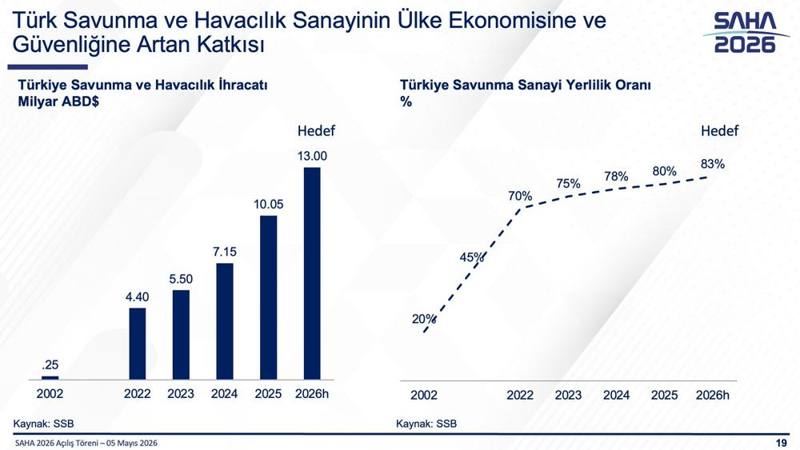 Türk Savunma ve Havacılık Sanayinin Ülke Ekonomisine ve
Güvenliğine Artan Katkısı
SAHA
2026
Türkiye Savunma ve Havacılık İhracatı
Milyar ABD$
Hedef
13.00
10.05
7.15
5.50
4.40
.25
2002 2022 2023 2024 2025 2026h
Kaynak: SSB
Türkiye Savunma Sanayi Yerlilik Oranı
%
Hedef
83%
80%
78%
75%
70%
45%
20%
2002 2022 2023 2024 2025 2026h
Kaynak: SSB
SAHA 2026 Açılış Töreni – 05 Mayıs 2026
19